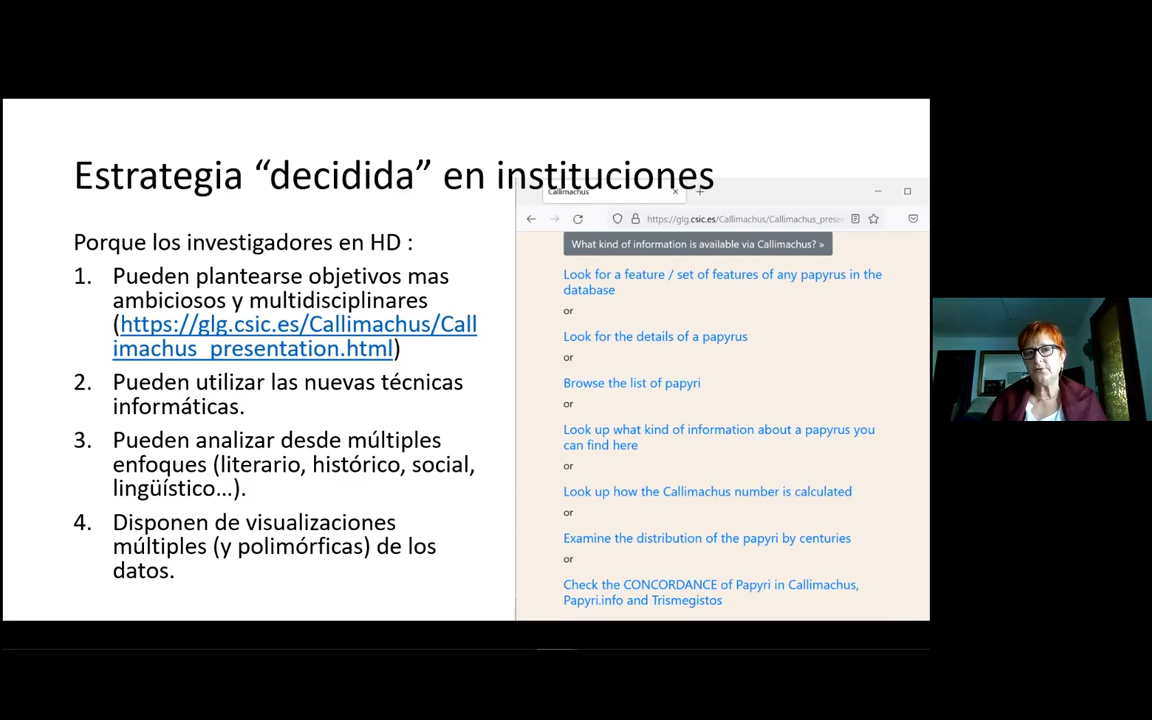 Estrategia “decidida” en instituciones
Porque los investigadores en HD :
1. Pueden plantearse objetivos mas
ambiciosos y multidisciplinares
(https://glg.csic.es/Callimachus/Call
imachus_presentation.html)
2. Pueden utilizar las nuevas técnicas
informáticas.
3. Pueden analizar desde múltiples
enfoques (literario, histórico, social,
lingüístico…).
4. Disponen de visualizaciones
múltiples (y polimórficas) de los
datos.
Callimachus
https://glg.csic.es/Callimachus/Callimachus_prese
What kind of information is available via Callimachus? »
Look for a feature / set of features of any papyrus in the
database
or
Look for the details of a papyrus
or
Browse the list of papyri
or
Look up what kind of information about a papyrus you
can find here
or
Look up how the Callimachus number is calculated
or
Examine the distribution of the papyri by centuries
or
Check the CONCORDANCE of Papyri in Callimachus,
Papyri.info and Trismegistos